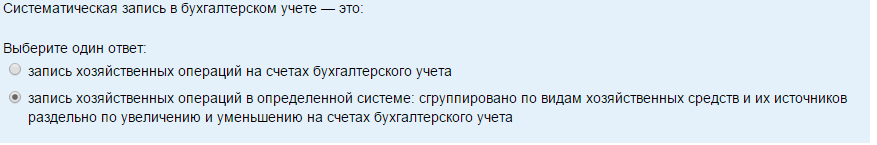 Систематическая запись в бухгалтерском учете — это:
Выберите один ответ:
запись хозяйственных операций на счетах бухгалтерского учета
запись хозяйственных операций в определенной системе: сгруппировано по видам хозяйственных средств и их источников
раздельно по увеличению и уменьшению на счетах бухгалтерского учета